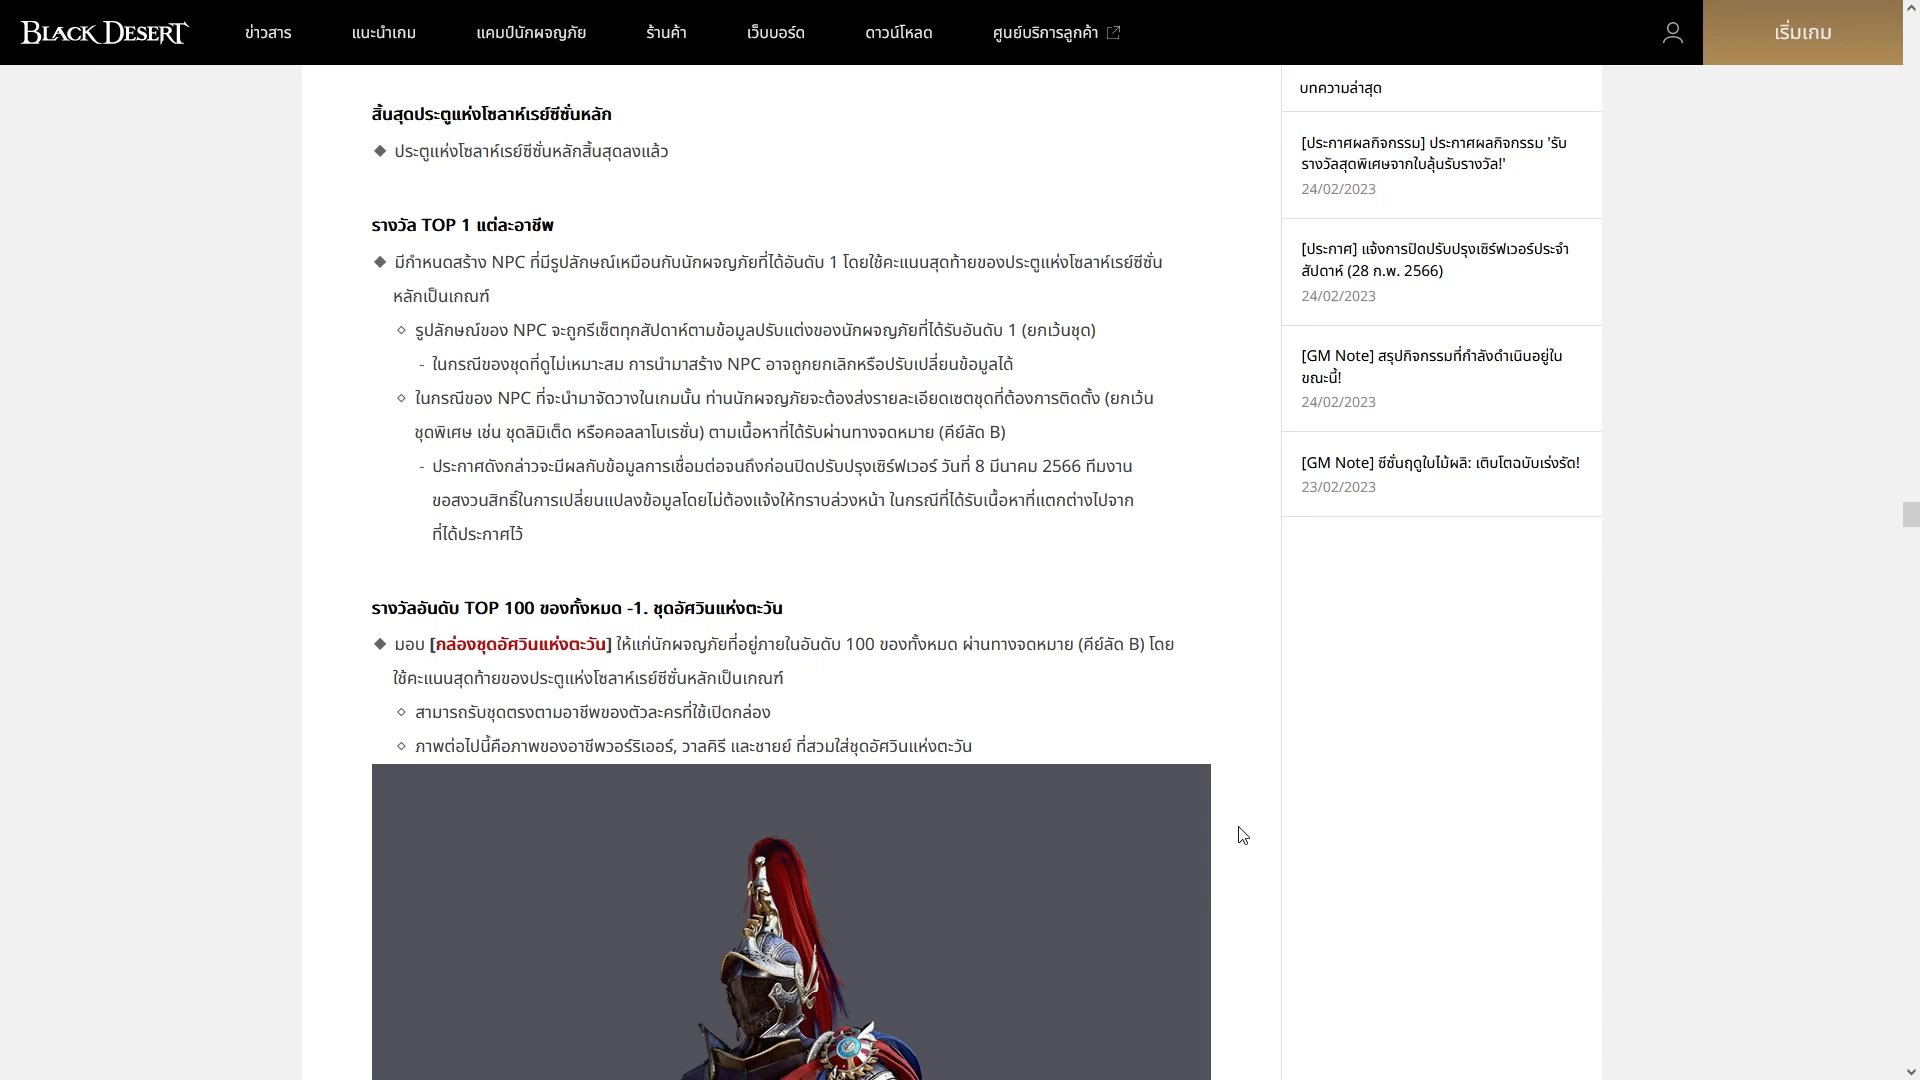 BLACK DESERT
ข่าวสาร
แนะนำเกม
แคมป์นักผจญภัย
ร้านค้า
เว็บบอร์ด
ดาวน์โหลด
ศูนย์บริการลูกค้า
เริ่มเกม
สิ้นสุดประตูแห่งโซลาห์เรย์ซีซั่นหลัก
◆ ประตูแห่งโซลาห์เรย์ซีซั่นหลักสิ้นสุดลงแล้ว
รางวัล TOP 1 แต่ละอาชีพ
◆ มีกำหนดสร้าง NPC ที่มีรูปลักษณ์เหมือนกับนักผจญภัยที่ได้อันดับ 1 โดยใช้คะแนนสุดท้ายของประตูแห่งโซลาห์เรย์ซีซั่น
หลักเป็นเกณฑ์
◇ รูปลักษณ์ของ NPC จะถูกรีเซ็ตทุกสัปดาห์ตามข้อมูลปรับแต่งของนักผจญภัยที่ได้รับอันดับ 1 (ยกเว้นชุด)
- ในกรณีของชุดที่ดูไม่เหมาะสม การนำมาสร้าง NPC อาจถูกยกเลิกหรือปรับเปลี่ยนข้อมูลได้
◇ ในกรณีของ NPC ที่จะนำมาจัดวางในเกมนั้น ท่านนักผจญภัยจะต้องส่งรายละเอียดเซตชุดที่ต้องการติดตั้ง (ยกเว้น
ชุดพิเศษ เช่น ชุดลิมิเต็ด หรือคอลลาโบเรชั่น) ตามเนื้อหาที่ได้รับผ่านทางจดหมาย (คีย์ลัด B)
- ประกาศดังกล่าวจะมีผลกับข้อมูลการเชื่อมต่อจนถึงก่อนปิดปรับปรุงเซิร์ฟเวอร์ วันที่ 8 มีนาคม 2566 ทีมงาน
ขอสงวนสิทธิ์ในการเปลี่ยนแปลงข้อมูลโดยไม่ต้องแจ้งให้ทราบล่วงหน้า ในกรณีที่ได้รับเนื้อหาที่แตกต่างไปจาก
ที่ได้ประกาศไว้
รางวัลอันดับ TOP 100 ของทั้งหมด -1. ชุดอัศวินแห่งตะวัน
◆ มอบ [กล่องชุดอัศวินแห่งตะวัน] ให้แก่นักผจญภัยที่อยู่ภายในอันดับ 100 ของทั้งหมด ผ่านทางจดหมาย (คีย์ลัด B) โดย
ใช้คะแนนสุดท้ายของประตูแห่งโซลาห์เรย์ซีซั่นหลักเป็นเกณฑ์
◇ สามารถรับชุดตรงตามอาชีพของตัวละครที่ใช้เปิดกล่อง
◇ ภาพต่อไปนี้คือภาพของอาชีพวอร์ริเออร์, วาลคิรี และชายย์ ที่สวมใส่ชุดอัศวินแห่งตะวัน
บทความล่าสุด
[ประกาศผลกิจกรรม] ประกาศผลกิจกรรม 'รับ
รางวัลสุดพิเศษจากใบลุ้นรับรางวัล!'
24/02/2023
[ประกาศ] แจ้งการปิดปรับปรุงเซิร์ฟเวอร์ประจำ
สัปดาห์ (28 ก.พ. 2566)
24/02/2023
[GM Note] สรุปกิจกรรมที่กำลังดำเนินอยู่ใน
ขณะนี้!
24/02/2023
[GM Note] ซีซั่นฤดูใบไม้ผลิ: เติบโตฉบับเร่งรัด!
23/02/2023